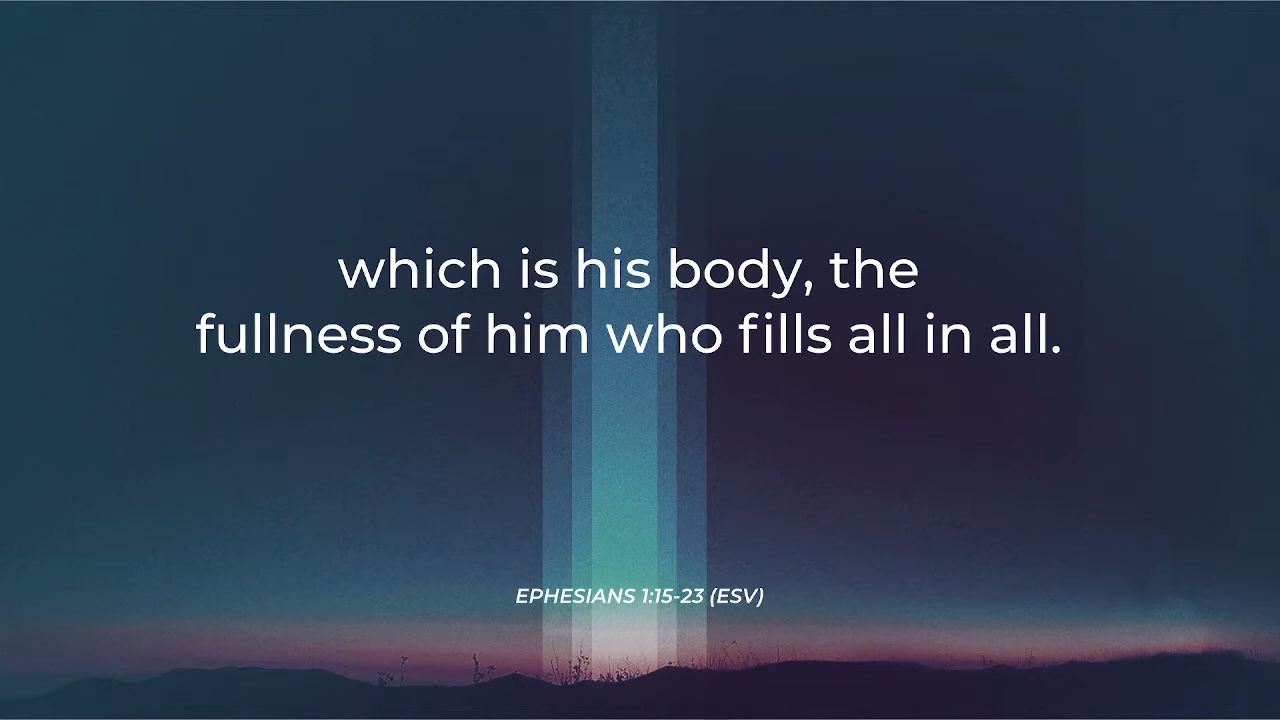 which is his body, the
fullness of him who fills all in all.
EPHESIANS 1:15-23 (ESV)